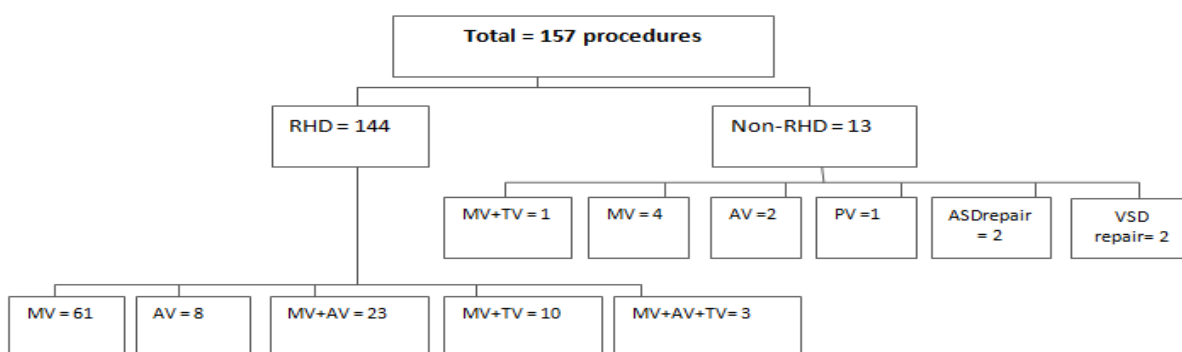 Total = 157 procedures
RHD = 144
Non-RHD = 13
MV+TV = 1
MV = 4
AV =2
PV =1
ASDrepair
= 2
VSD
repair= 2
MV = 61
AV = 8
MV+AV = 23
MV+TV = 10
MV+AV+TV= 3